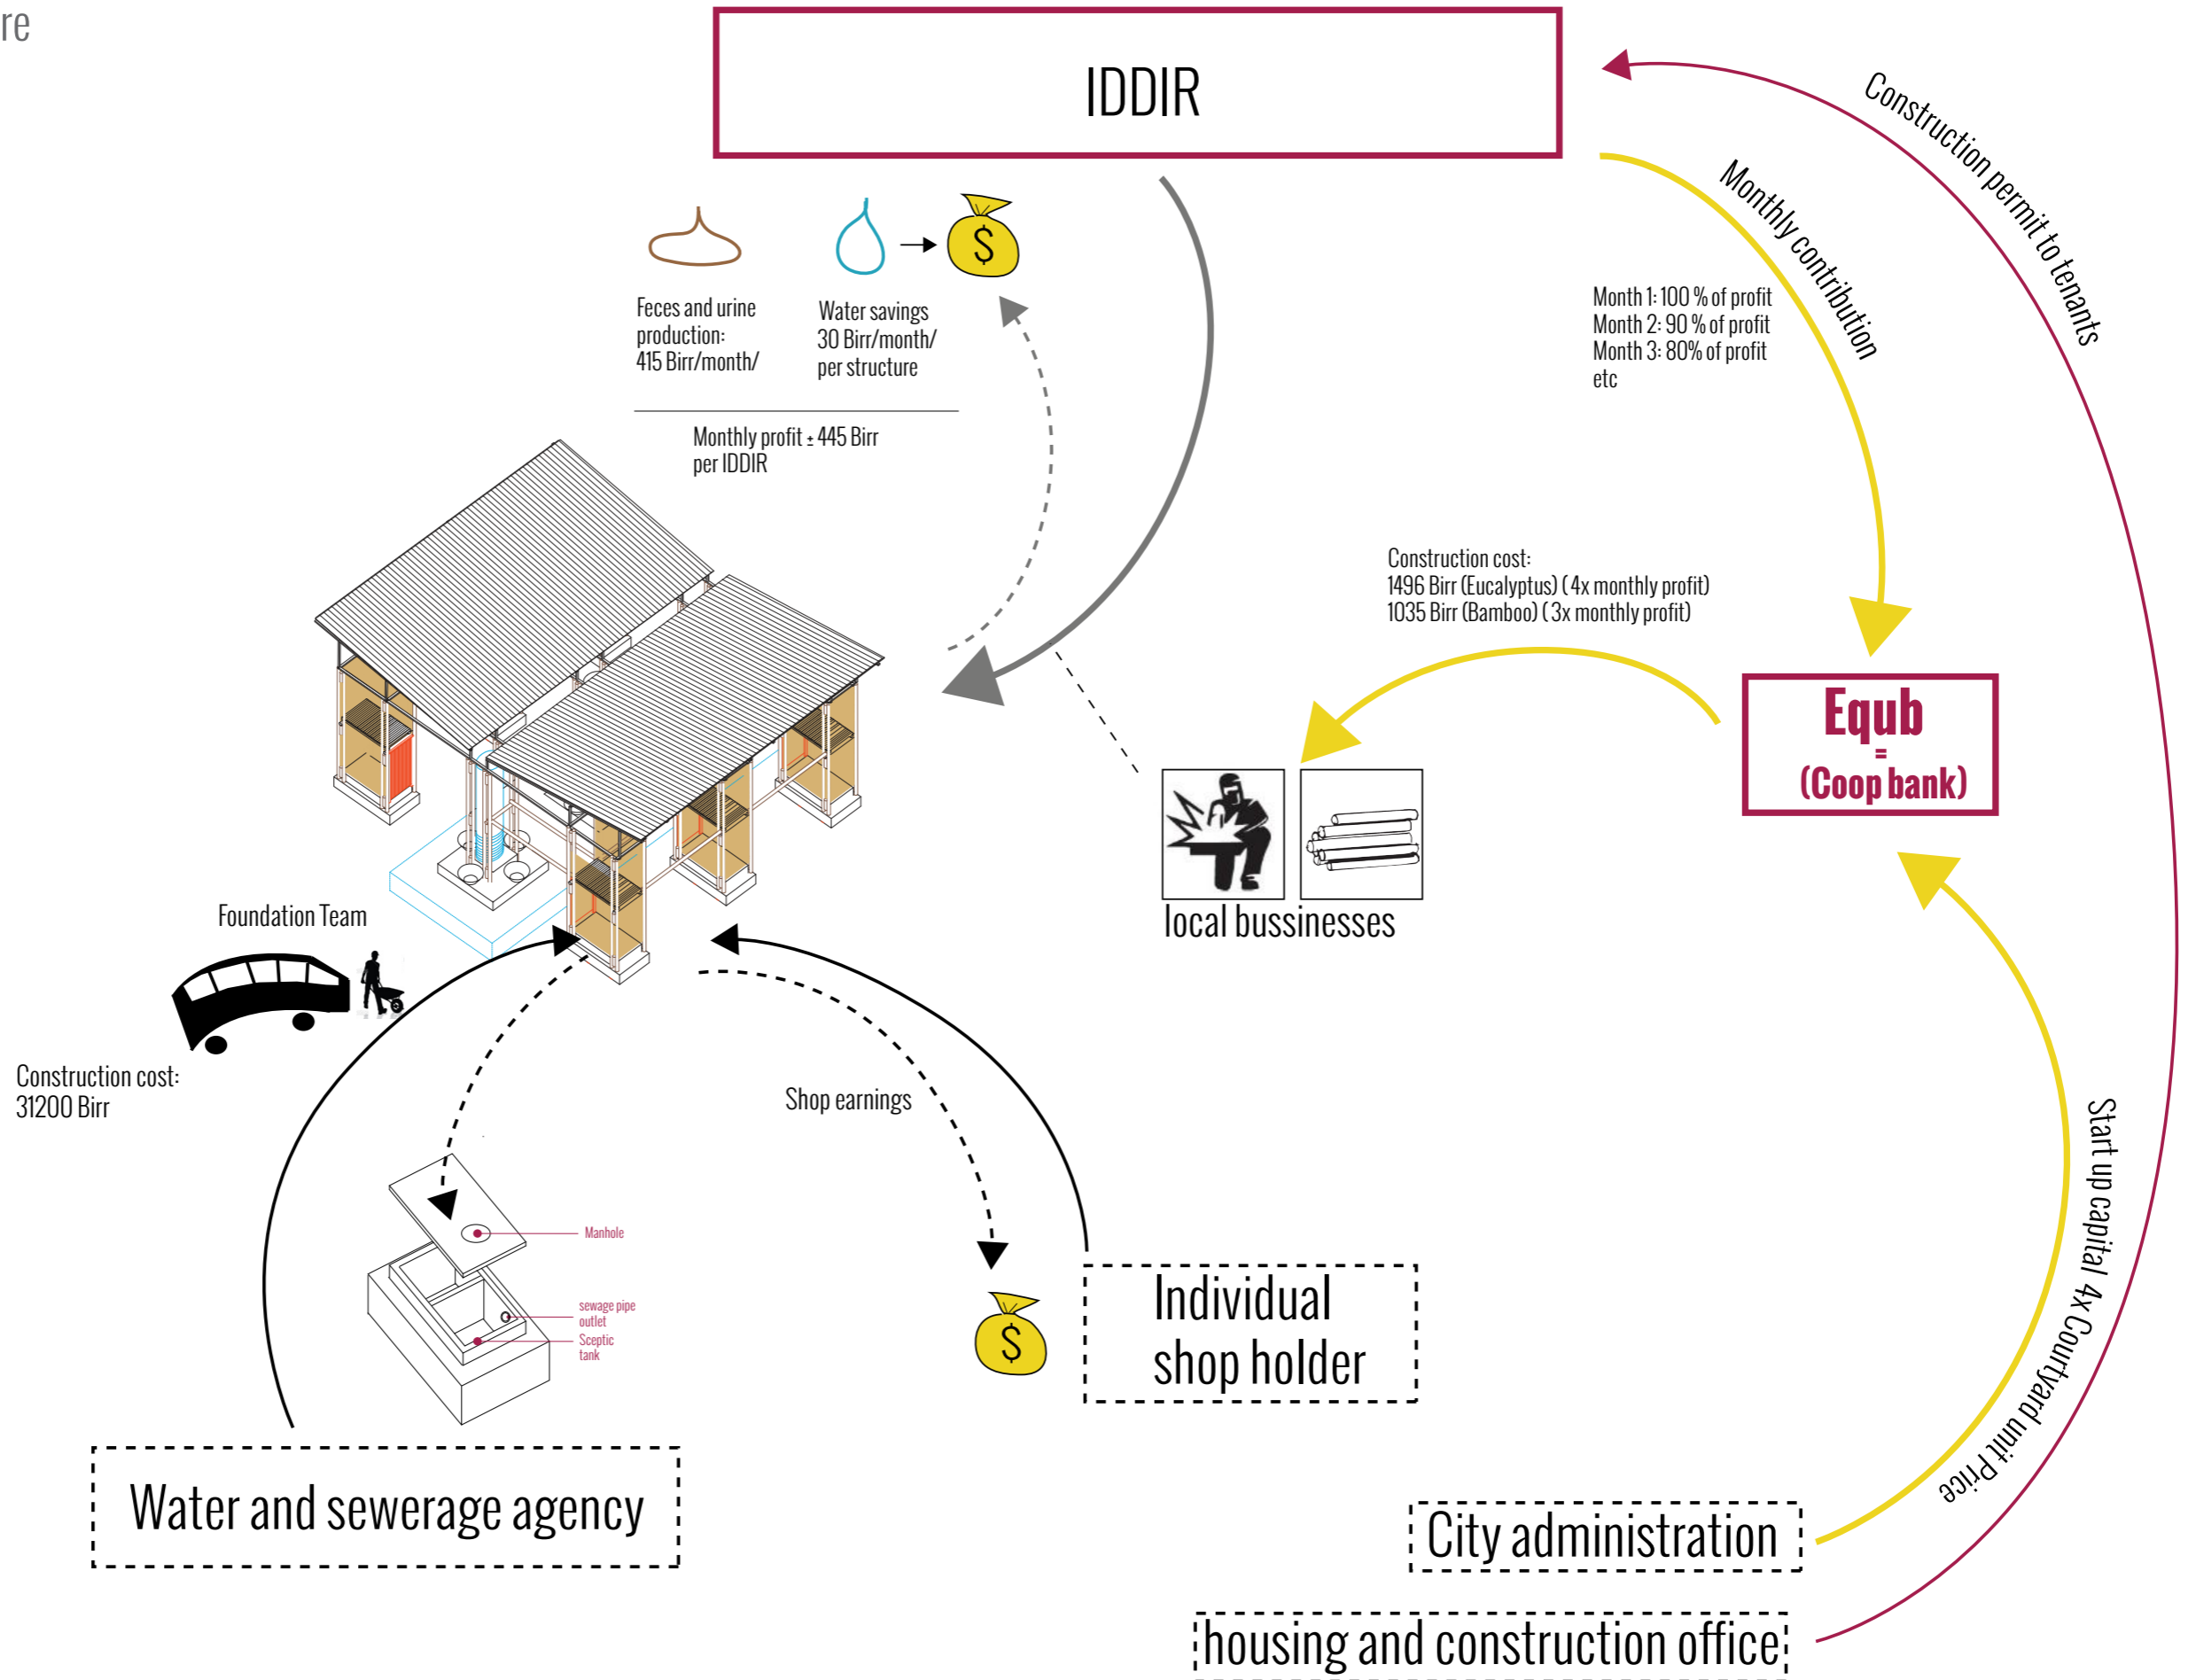 re
IDDIR
Construction permit to tenants
Monthly contribution
Month 1: 100 % of profit
Month 2: 90 % of profit
Month 3: 80% of profit
etc
$
Feces and urine
production:
415 Birr/month/
Water savings
30 Birr/month/
per structure
Monthly profit ± 445 Birr
per IDDIR
Construction cost:
1496 Birr (Eucalyptus) ( 4x monthly profit)
1035 Birr (Bamboo) ( 3x monthly profit)
Equb
=
(Coop bank)
local bussinesses
Foundation Team
Construction cost:
31200 Birr
Shop earnings
Manhole
sewage pipe
outlet
Sceptic
tank
$
Individual
shop holder
Start up capital 4x Courtyard unit Price
Water and sewerage agency
City administration
housing and construction office